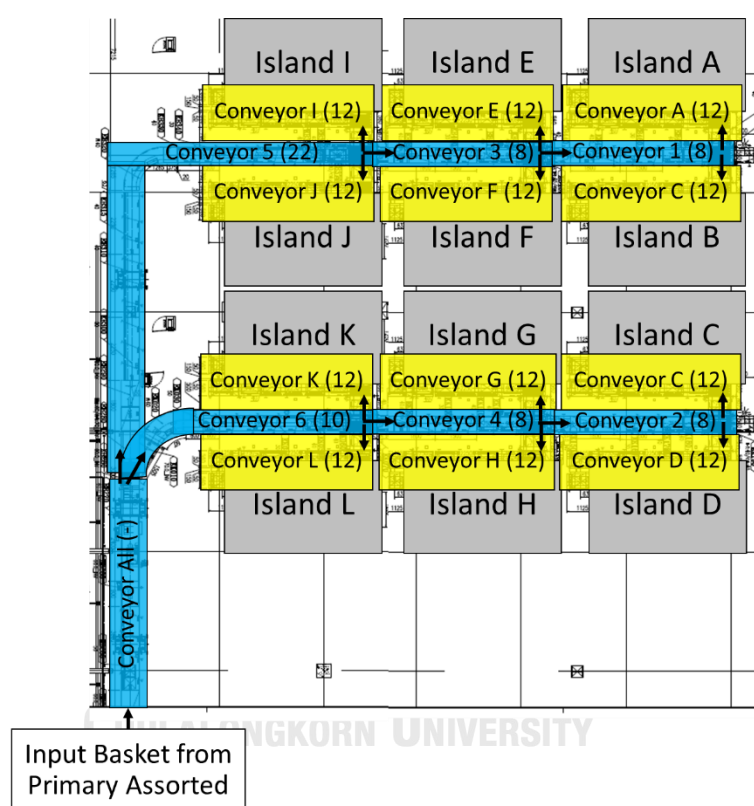 Island I
Island E
Island A
Conveyor I (12)
Conveyor E (12)
Conveyor A (12)
Conveyor 5 (22)
Conveyor 3 (8)
Conveyor 1 (8)
Conveyor J (12)
Conveyor F (12)
Conveyor C (12)
Island J
Island F
Island B
Island K
Island G
Island C
Conveyor K (12)
Conveyor G (12)
Conveyor C (12)
Conveyor 6 (10)
Conveyor 4 (8)
Conveyor 2 (8)
Conveyor L (12)
Conveyor H (12)
Conveyor D (12)
Island L
Island H
Island D
Conveyor All (-)
UNIVERSITY
Input Basket from
Primary Assorted